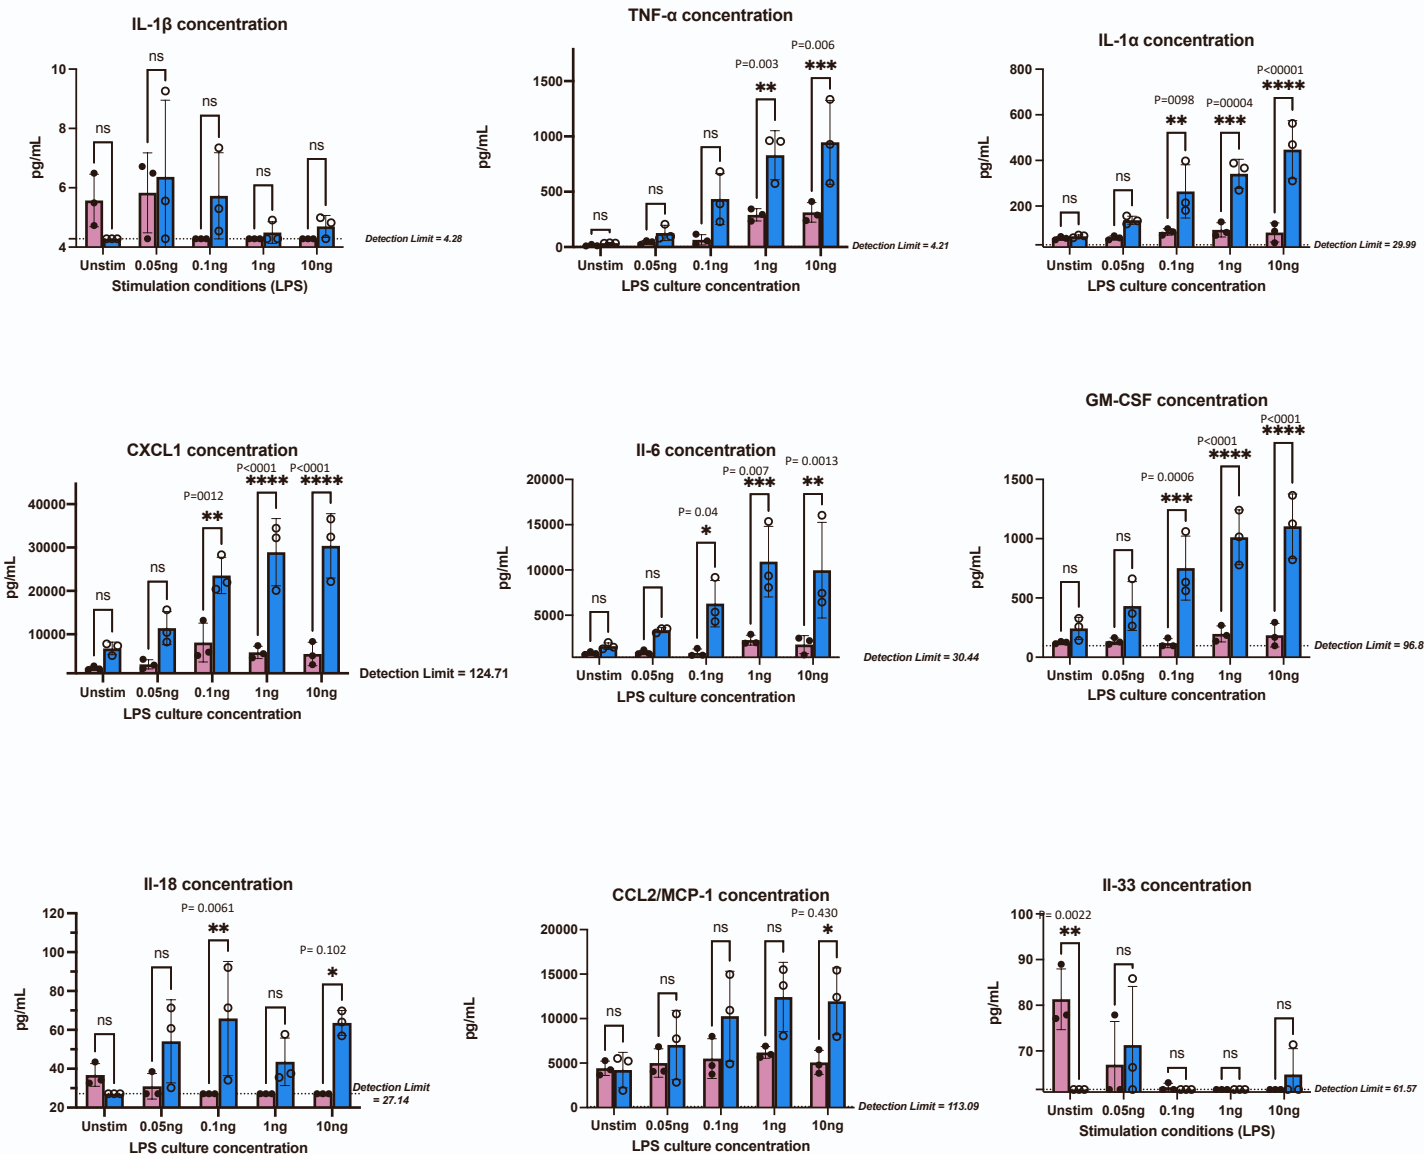 IL-1β concentration
ns
ns
ns
ns
ns
10
8
6
4
pg/mL
Detection Limit = 4.28
Unstim 0.05ng 0.1ng 1ng 10ng
Stimulation conditions (LPS)
TNF-α concentration
P=0.006
P=0.003
***
**
ns
ns
ns
1500
1000
500
0
pg/mL
Detection Limit = 4.21
Unstim 0.05ng 0.1ng 1ng 10ng
LPS culture concentration
IL-1α concentration
P<00001
P=0098 P=00004
****
** ***
ns
ns
800
600
400
200
pg/mL
Detection Limit = 29.99
Unstim 0.05ng 0.1ng 1ng 10ng
LPS culture concentration
CXCL1 concentration
P<0001 P<0001
**** ****
P=0012
**
ns
ns
40000
30000
20000
10000
pg/mL
Detection Limit = 124.71
Unstim 0.05ng 0.1ng 1ng 10ng
LPS culture concentration
Il-6 concentration
P= 0.0013
P= 0.007
*** **
P= 0.04
*
ns
ns
20000
15000
10000
5000
pg/mL
Detection Limit = 30.44
Unstim 0.05ng 0.1ng 1ng 10ng
LPS culture concentration
GM-CSF concentration
P<0001
****
P<0001
****
P= 0.0006
***
ns
ns
1500
1000
500
0
pg/mL
Detection Limit = 96.8
Unstim 0.05ng 0.1ng 1ng 10ng
LPS culture concentration
Il-18 concentration
P= 0.0061
**
P= 0.102
*
ns
ns
ns
120
100
80
60
40
20
pg/mL
Detection Limit
= 27.14
Unstim 0.05ng 0.1ng 1ng 10ng
LPS culture concentration
CCL2/MCP-1 concentration
P= 0.430
*
ns
ns
ns
ns
20000
15000
10000
5000
0
pg/mL
Detection Limit = 113.09
Unstim 0.05ng 0.1ng 1ng 10ng
LPS culture concentration
Il-33 concentration
P= 0.0022
**
ns
ns
ns
ns
100
90
80
70
pg/mL
Detection Limit = 61.57
Unstim 0.05ng 0.1ng 1ng 10ng
Stimulation conditions (LPS)